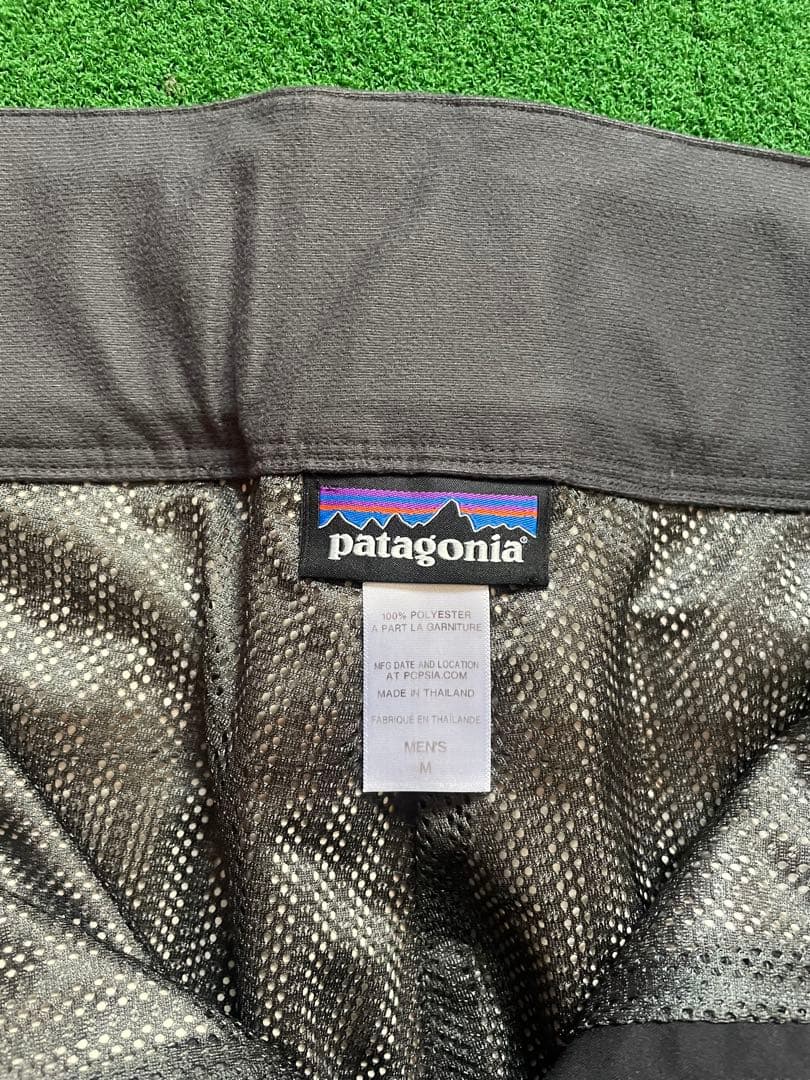 patagonia®
100% POLYESTER
A PART LA GARNITURE
MFG DATE AND LOCATION
AT PCPSIA.COM
MADE IN THAILAND
FABRIQUÉ EN THAÏLANDE
MEN'S
M